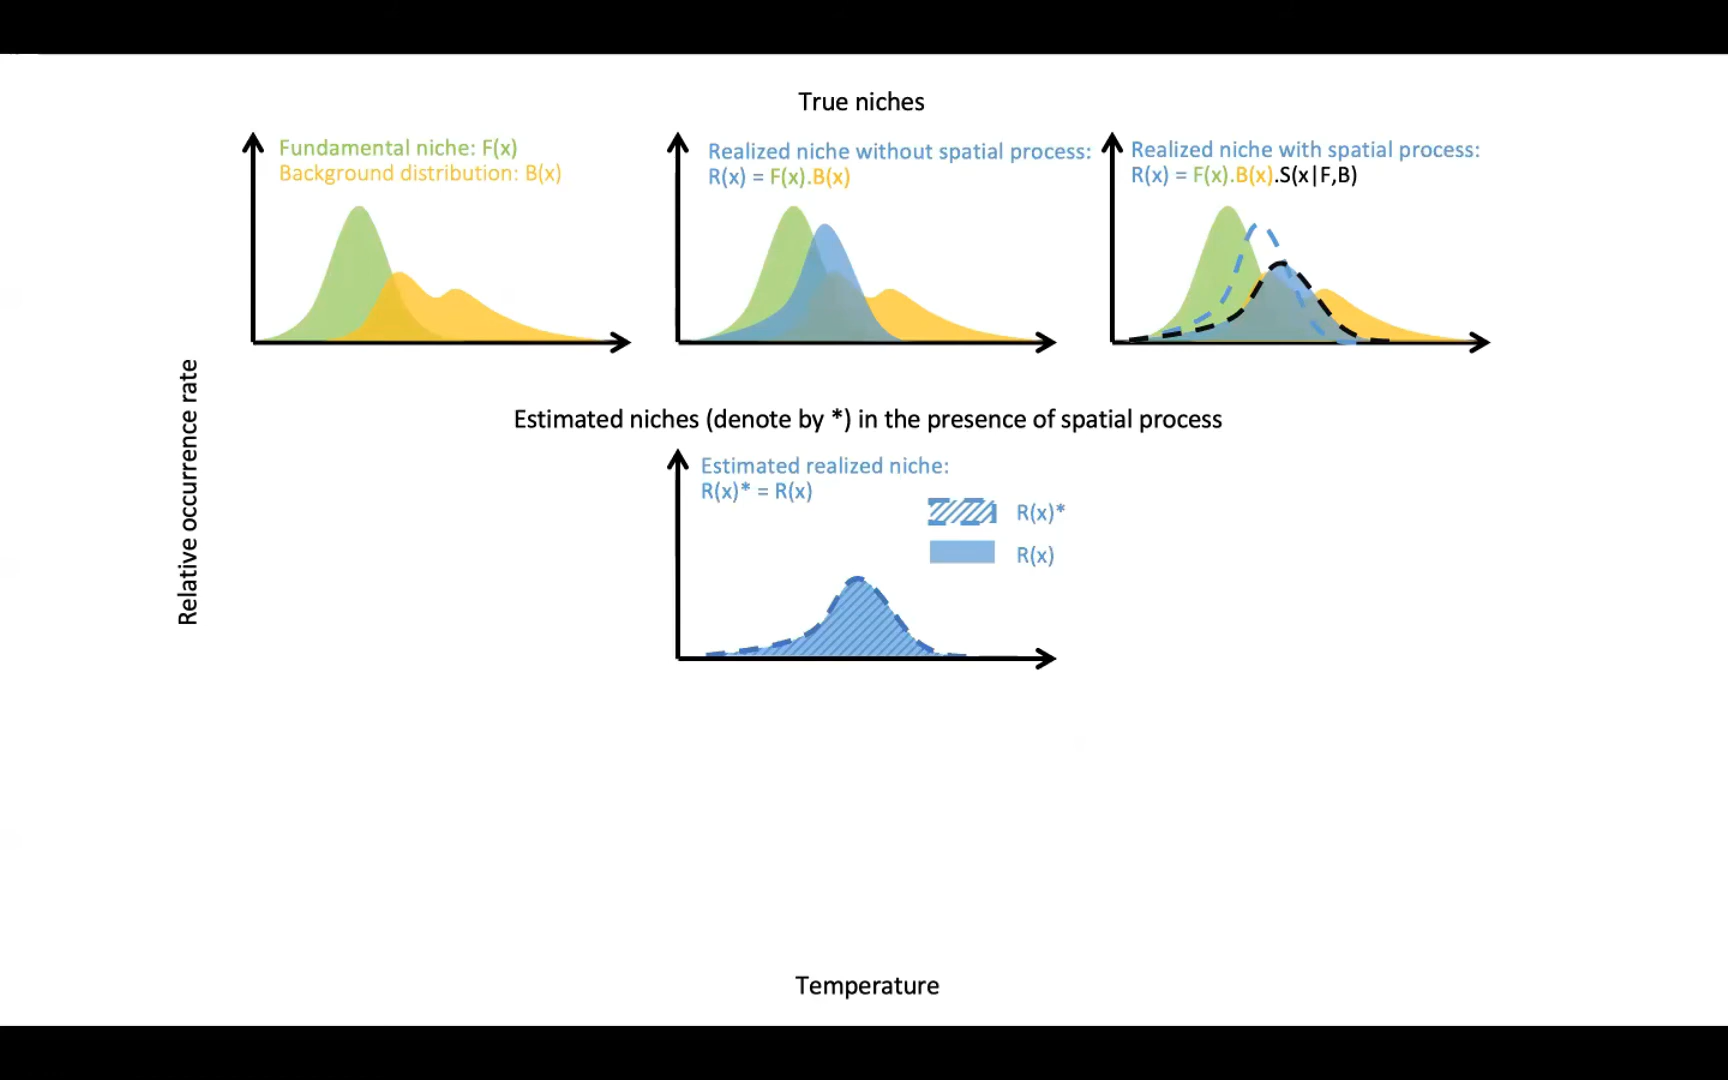 True niches
Fundamental niche: F(x)
Background distribution: B(x)
Realized niche without spatial process:
R(x) = F(x).B(x)
Realized niche with spatial process:
R(x) = F(x).B(x).S(x|F,B)
Relative occurrence rate
Estimated niches (denote by *) in the presence of spatial process
Estimated realized niche:
R(x)* = R(x)
R(x)*
R(x)
Temperature